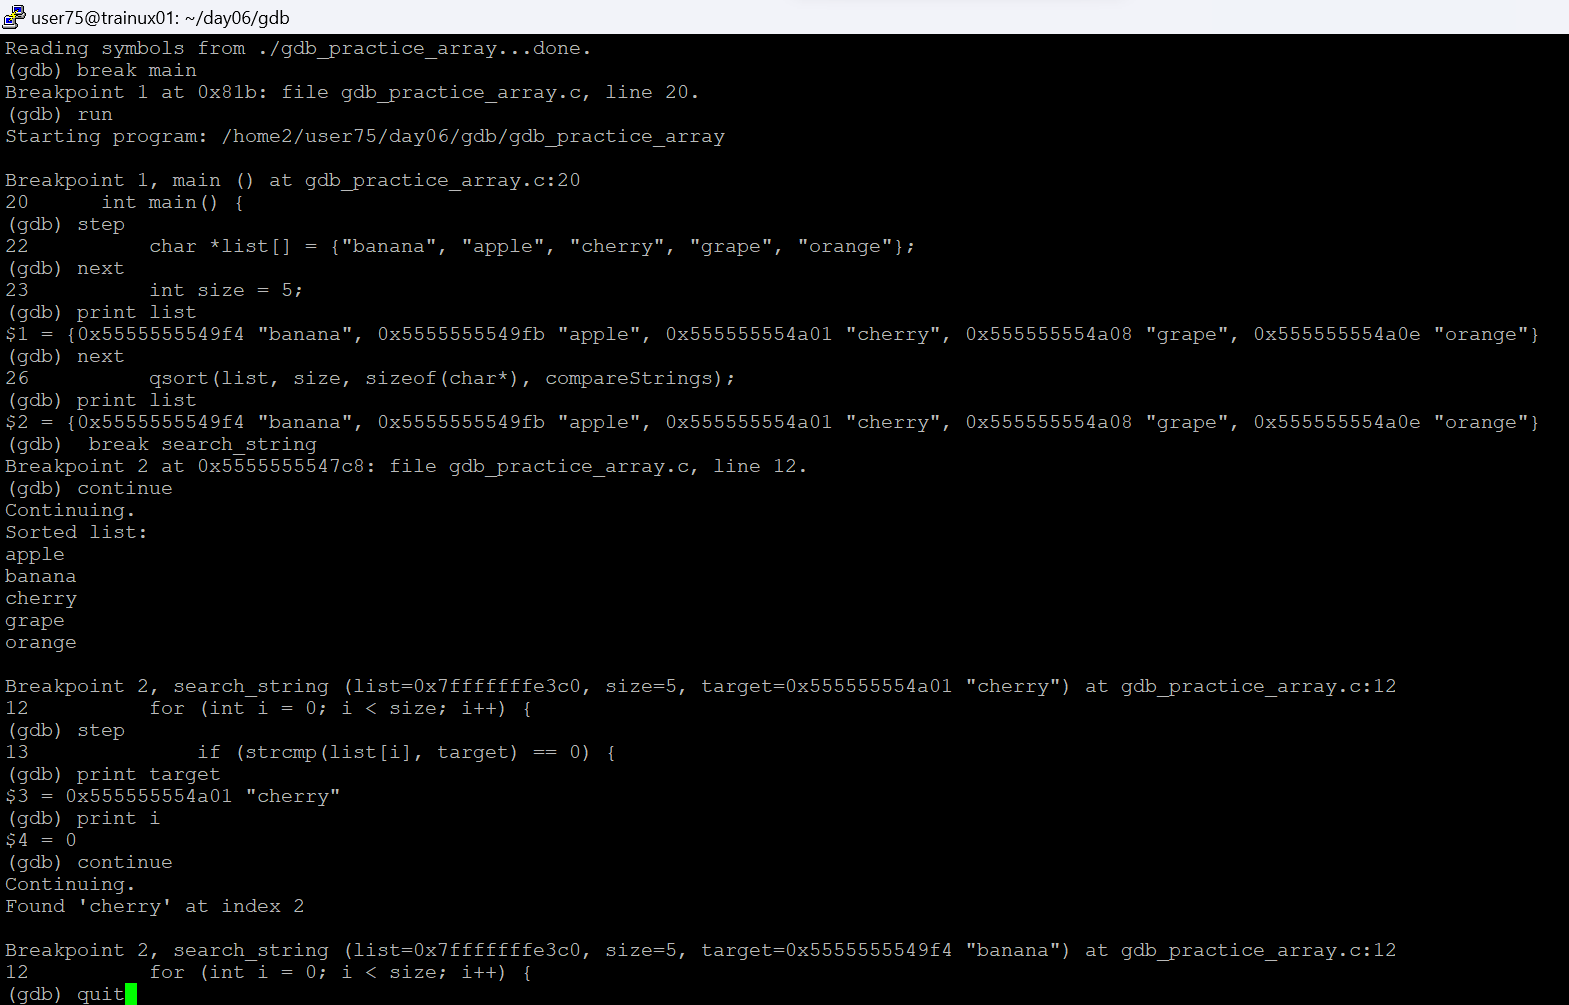 user75@trainux01: ~/day06/gdb
Reading symbols from ./gdb_practice_array...done.
(gdb) break main
Breakpoint 1 at 0x81b: file gdb_practice_array.c, line 20.
(gdb) run
Starting program: /home2/user75/day06/gdb/gdb_practice_array
Breakpoint 1, main () at gdb_practice_array.c:20
20      int main() {
(gdb) step
22          char *list[] = {"banana", "apple", "cherry", "grape", "orange"};
(gdb) next
23          int size = 5;
(gdb) print list
$1 = {0x5555555549f4 "banana", 0x5555555549fb "apple", 0x555555554a01 "cherry", 0x555555554a08 "grape", 0x555555554a0e "orange"}
(gdb) next
26          qsort(list, size, sizeof(char*), compareStrings);
(gdb) print list
$2 = {0x5555555549f4 "banana", 0x5555555549fb "apple", 0x555555554a01 "cherry", 0x555555554a08 "grape", 0x555555554a0e "orange"}
(gdb)  break search_string
Breakpoint 2 at 0x5555555547c8: file gdb_practice_array.c, line 12.
(gdb) continue
Continuing.
Sorted list:
apple
banana
cherry
grape
orange
Breakpoint 2, search_string (list=0x7fffffffe3c0, size=5, target=0x555555554a01 "cherry") at gdb_practice_array.c:12
12          for (int i = 0; i < size; i++) {
(gdb) step
13              if (strcmp(list[i], target) == 0) {
(gdb) print target
$3 = 0x555555554a01 "cherry"
(gdb) print i
$4 = 0
(gdb) continue
Continuing.
Found 'cherry' at index 2
Breakpoint 2, search_string (list=0x7fffffffe3c0, size=5, target=0x5555555549f4 "banana") at gdb_practice_array.c:12
12          for (int i = 0; i < size; i++) {
(gdb) quit